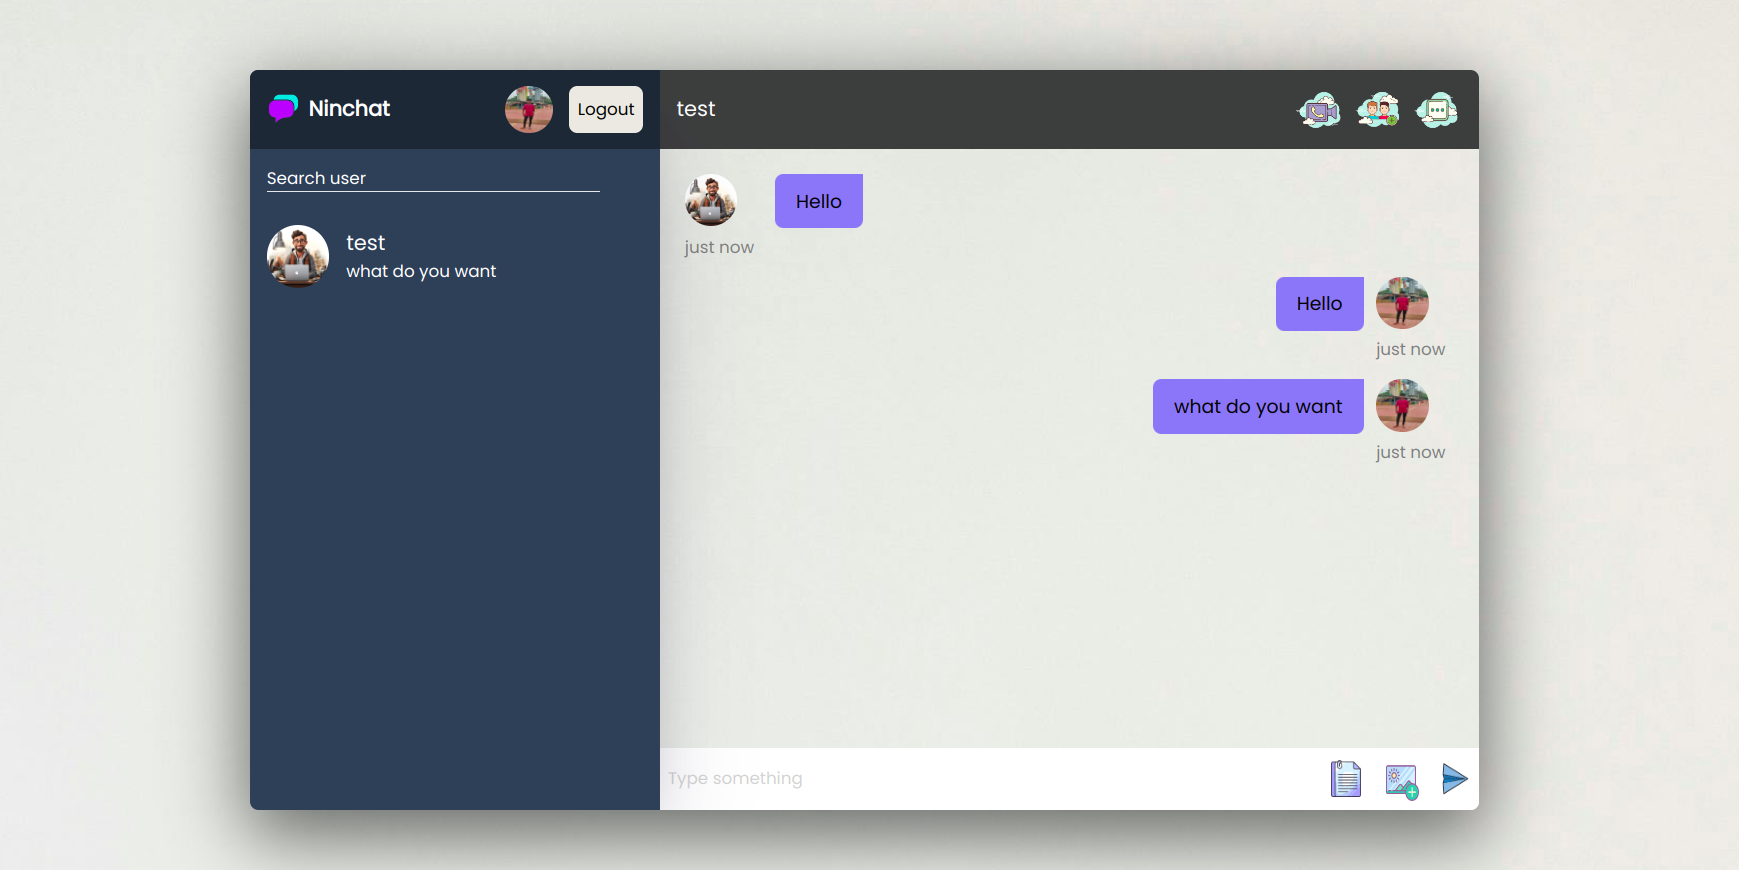 Ninchat
Logout
test
Search user
test
what do you want
Hello
just now
Hello
just now
what do you want
just now
Type something